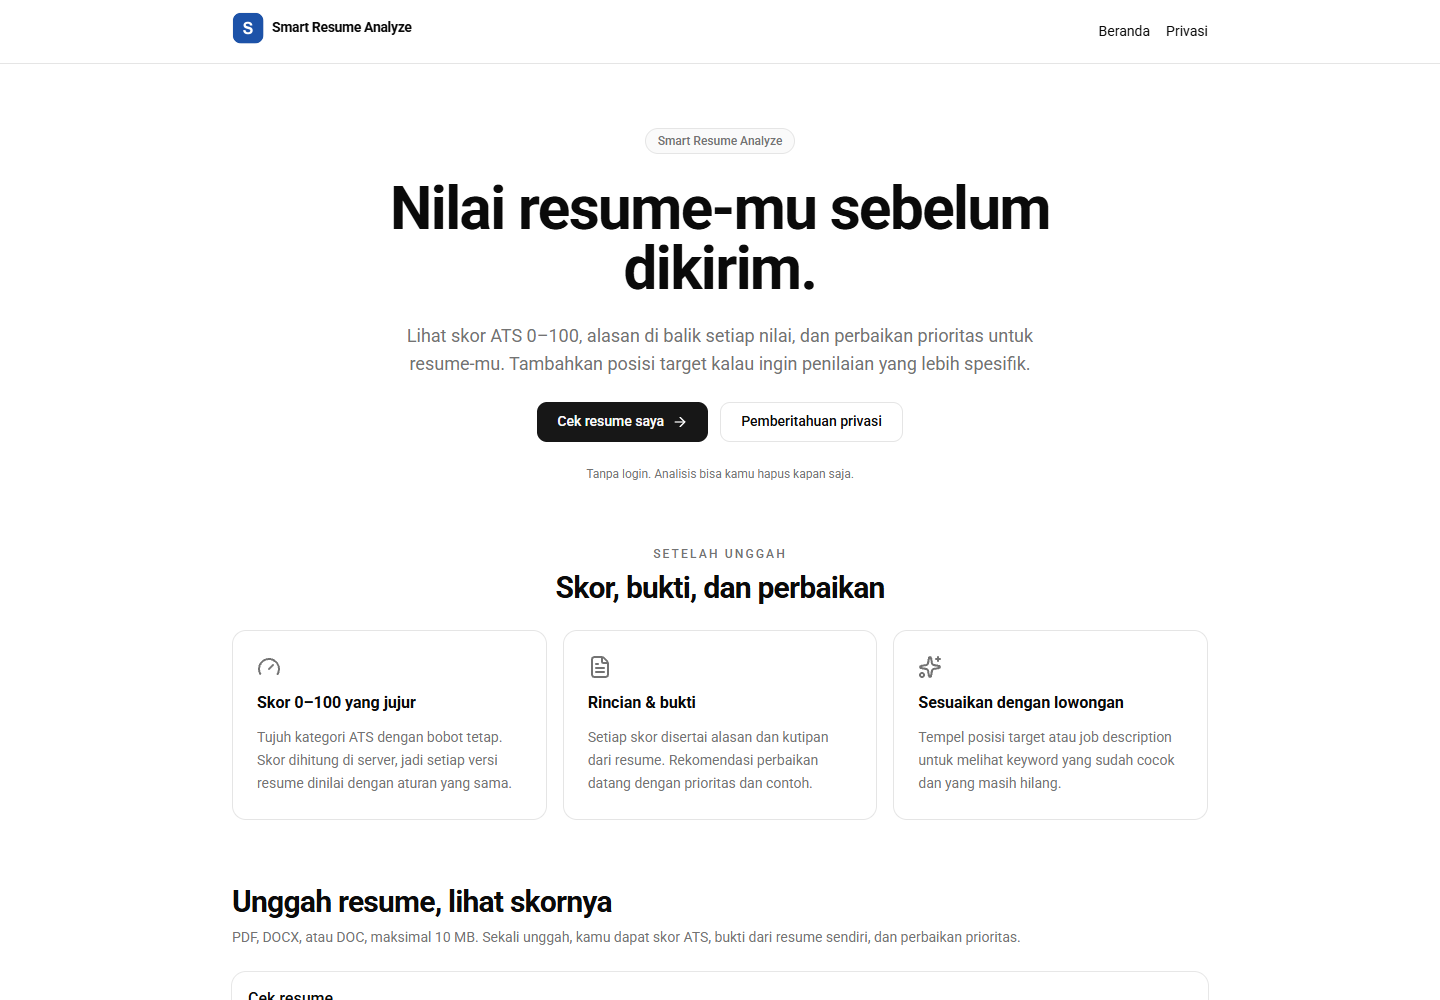 S Smart Resume Analyze
Beranda Privasi
Smart Resume Analyze
Nilai resume-mu sebelum
dikirim.
Lihat skor ATS 0–100, alasan di balik setiap nilai, dan perbaikan prioritas untuk
resume-mu. Tambahkan posisi target kalau ingin penilaian yang lebih spesifik.
Cek resume saya → Pemberitahuan privasi
Tanpa login. Analisis bisa kamu hapus kapan saja.
SETELAH UNGGAH
Skor, bukti, dan perbaikan
Skor 0–100 yang jujur
Tujuh kategori ATS dengan bobot tetap.
Skor dihitung di server, jadi setiap versi
resume dinilai dengan aturan yang sama.
Rincian & bukti
Setiap skor disertai alasan dan kutipan
dari resume. Rekomendasi perbaikan
datang dengan prioritas dan contoh.
Sesuaikan dengan lowongan
Tempel posisi target atau job description
untuk melihat keyword yang sudah cocok
dan yang masih hilang.
Unggah resume, lihat skornya
PDF, DOCX, atau DOC, maksimal 10 MB. Sekali unggah, kamu dapat skor ATS, bukti dari resume sendiri, dan perbaikan prioritas.
Cek resume